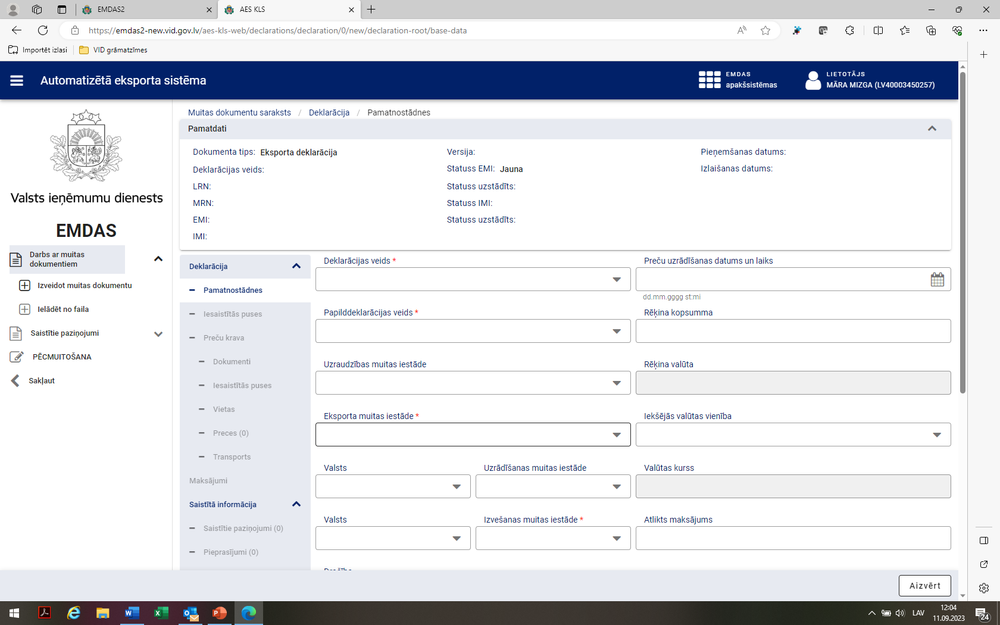 EMDAS2
AES KLS
https://emdas2-new.vid.gov.lv/aes-kls-web/declarations/declaration/0/new/declaration-root/base-data
Importēt izlasi
VID grāmatzīmes
Automatizētā eksporta sistēma
EMDAS
apakšsistēmas
LIETOTĀJS
MĀRA MIZGA (LV40003450257)
Valsts ieņēmumu dienests
EMDAS
Darbs ar muitas
dokumentiem
Izveidot muitas dokumentu
Ielādēt no faila
Saistītie paziņojumi
PĒCMUITOŠANA
Sakļaut
Muitas dokumentu saraksts / Deklarācija / Pamatnostādnes
Pamatdati
Dokumenta tips: Eksporta deklarācija
Deklarācijas veids:
LRN:
MRN:
EMI:
IMI:
Versija:
Statuss EMI: Jauna
Statuss uzstādīts:
Statuss IMI:
Statuss uzstādīts:
Pieņemšanas datums:
Izlaišanas datums:
Deklarācija
Pamatnostādnes
Iesaistītās puses
Preču krava
Dokumenti
Iesaistītās puses
Vietas
Preces (0)
Transports
Maksājumi
Saistītā informācija
Saistītie paziņojumi (0)
Pieprasījumi (0)
Deklarācijas veids *
Preču uzrādīšanas datums un laiks
dd.mm.gggg st:mi
Papilddeklarācijas veids *
Rēķina kopsumma
Uzraudzības muitas iestāde
Rēķina valūta
Eksporta muitas iestāde *
Iekšējās valūtas vienība
Valsts
Uzrādīšanas muitas iestāde
Valūtas kurss
Valsts
Izvešanas muitas iestāde *
Atlikts maksājums
Aizvērt
LAV
12:04
11.09.2023
24